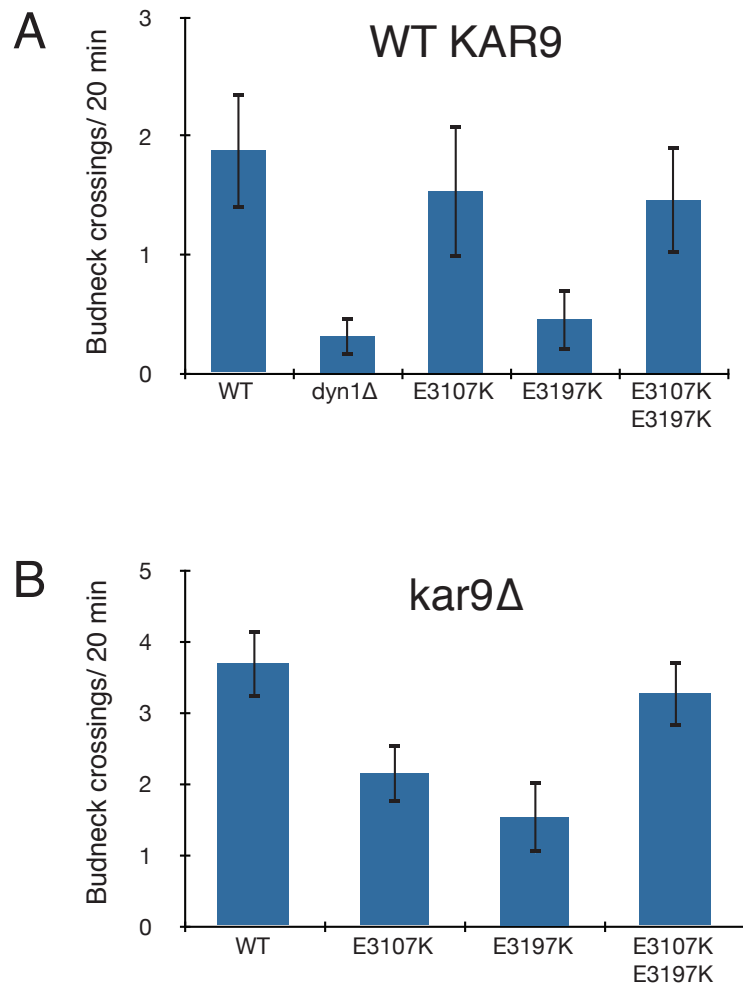 A
WT KAR9
Budneck crossings/ 20 min
3
2
1
0
WT
dyn1Δ
E3107K
E3197K
E3107K
E3197K
B
kar9Δ
Budneck crossings/ 20 min
5
4
3
2
1
0
WT
E3107K
E3197K
E3107K
E3197K